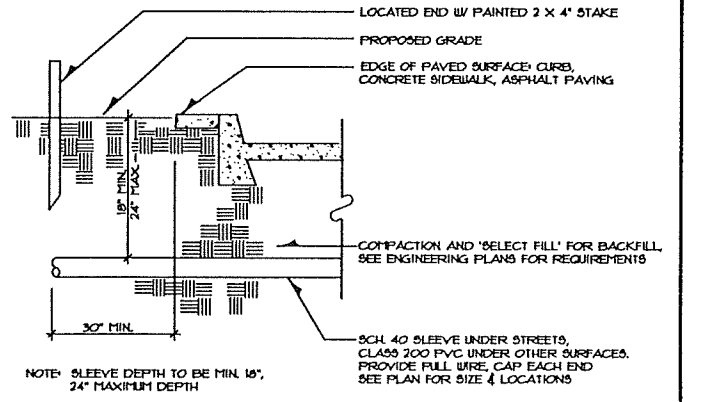 LOCATED END W/ PAINTED 2 X 4" STAKE
PROPOSED GRADE
EDGE OF PAVED SURFACE: CURB,
CONCRETE SIDEWALK, ASPHALT PAVING
18" MIN.
24" MAX.
COMPACTION AND 'SELECT FILL' FOR BACKFILL,
SEE ENGINEERING PLANS FOR REQUIREMENTS
30" MIN.
SCH. 40 SLEEVE UNDER STREETS,
CLASS 200 PVC UNDER OTHER SURFACES.
PROVIDE PULL WIRE, CAP EACH END
SEE PLAN FOR SIZE & LOCATIONS
NOTE: SLEEVE DEPTH TO BE MIN. 18",
24" MAXIMUM DEPTH